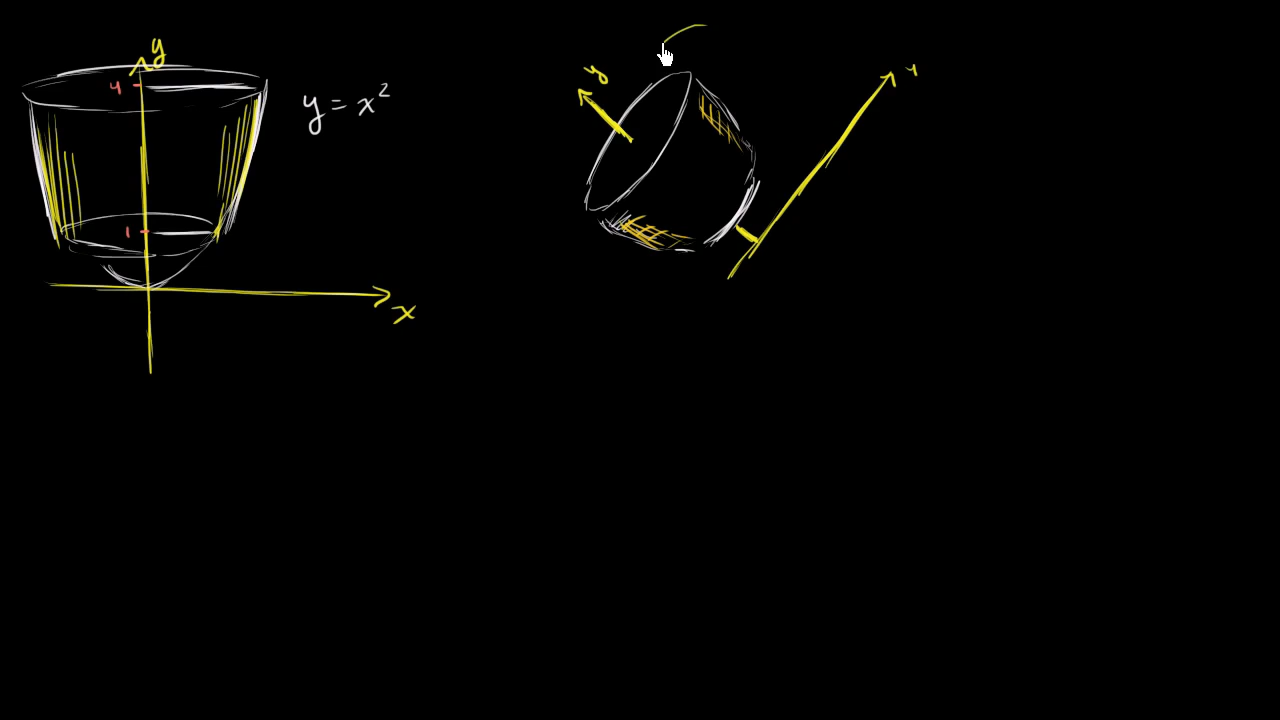 y
4
y = x²
1
x
y